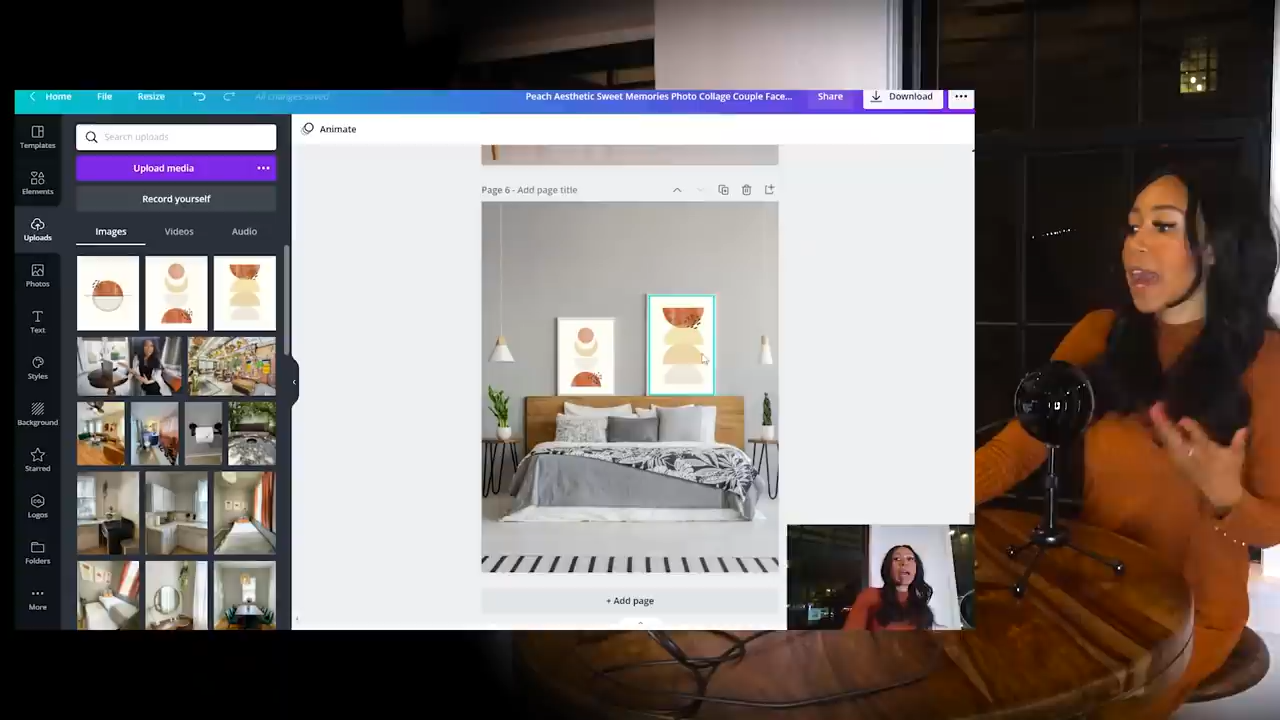 Home File Resize All changes saved Peach Aesthetic Sweet Memories Photo Collage Couple Face... Share Download
Templates
Elements
Uploads
Photos
Text
Styles
Background
Starred
Logos
Folders
More
Search uploads
Upload media
Record yourself
Images Videos Audio
Animate
Page 6 - Add page title
+ Add page